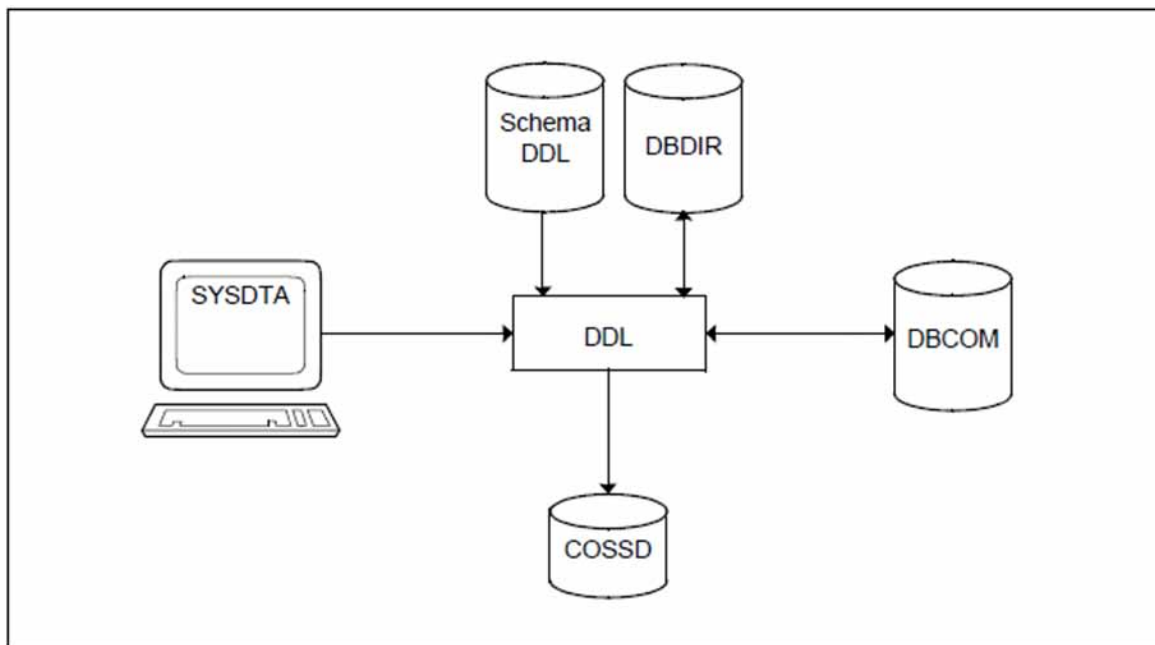 Schema
DDL
DBDIR
SYSDTA
DDL
DBCOM
COSSD